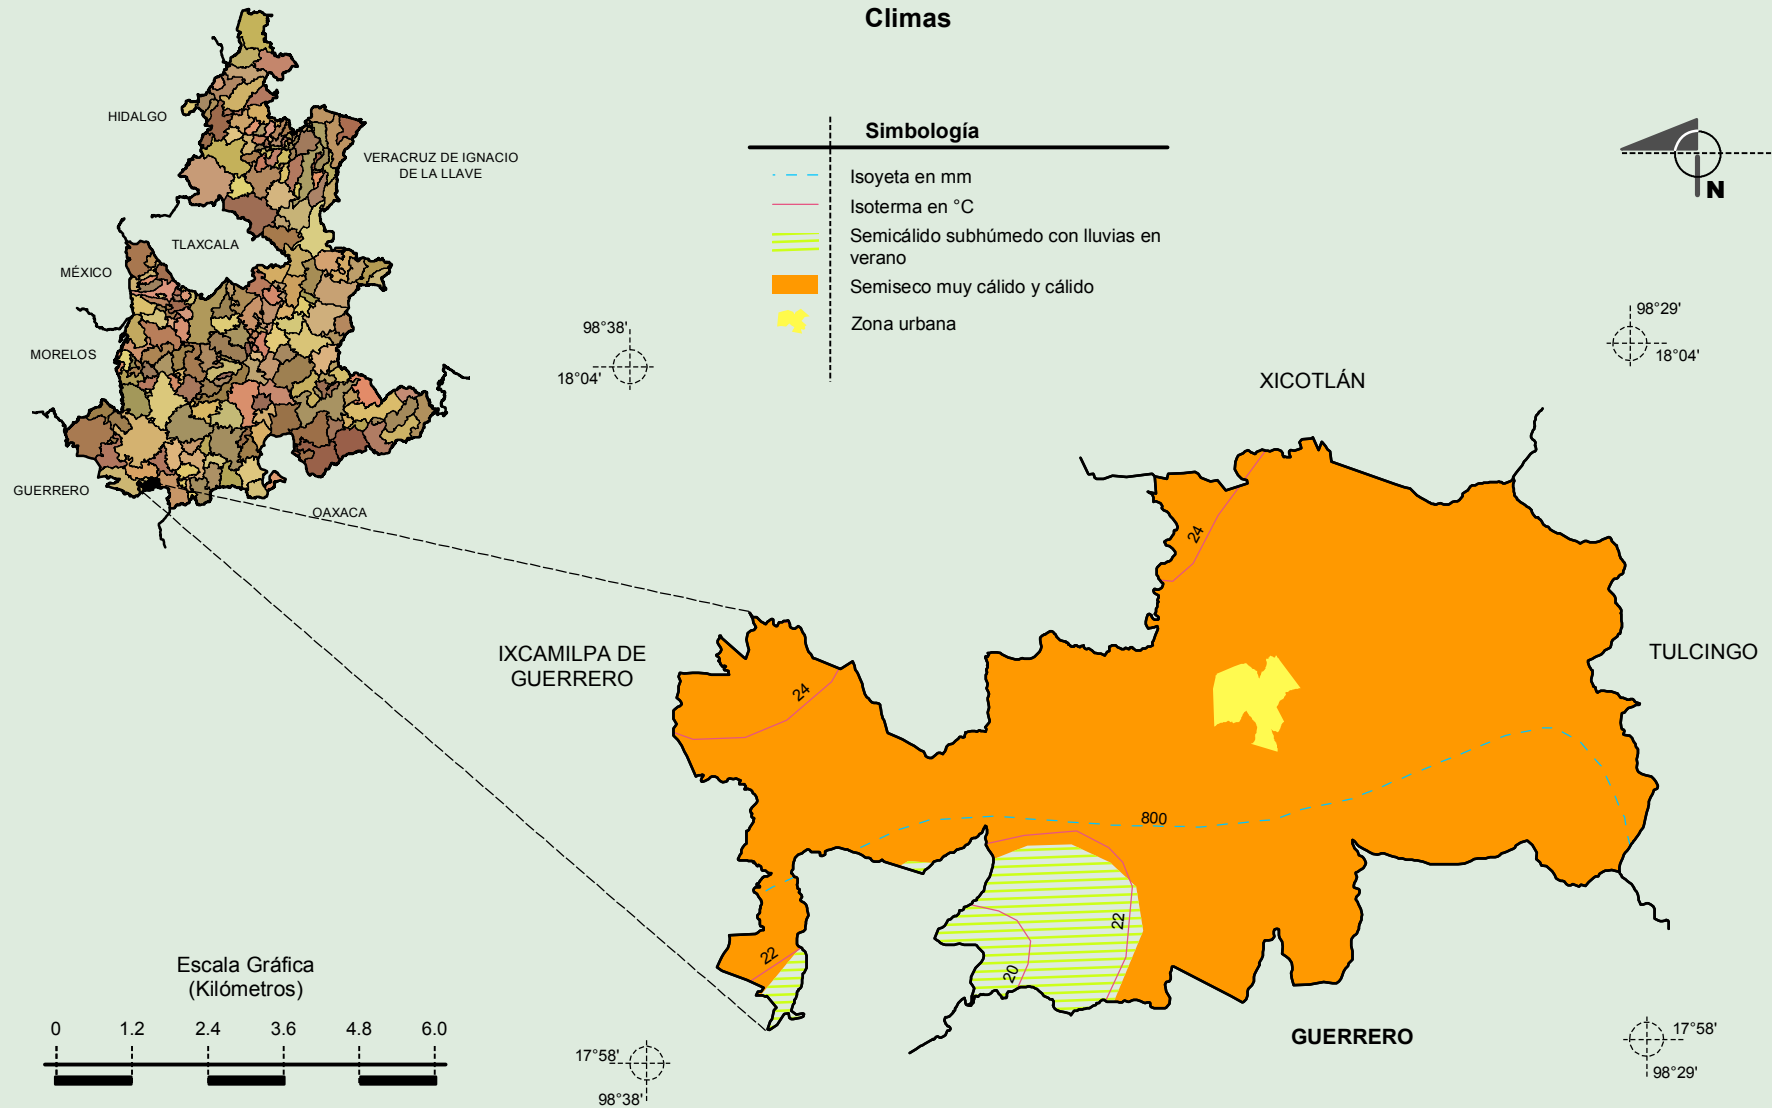 Climas
Simbología
Isoyeta en mm
Isoterma en °C
Semicálido subhúmedo con lluvias en
verano
Semiseco muy cálido y cálido
Zona urbana
N
HIDALGO
VERACRUZ DE IGNACIO
DE LA LLAVE
TLAXCALA
MÉXICO
MORELOS
GUERRERO
OAXACA
98°38'
18°04'
98°29'
18°04'
XICOTLÁN
24
IXCAMILPA DE
GUERRERO
TULCINGO
24
800
22
22
20
GUERRERO
Escala Gráfica
(Kilómetros)
0 1.2 2.4 3.6 4.8 6.0
17°58'
98°38'
17°58'
98°29'